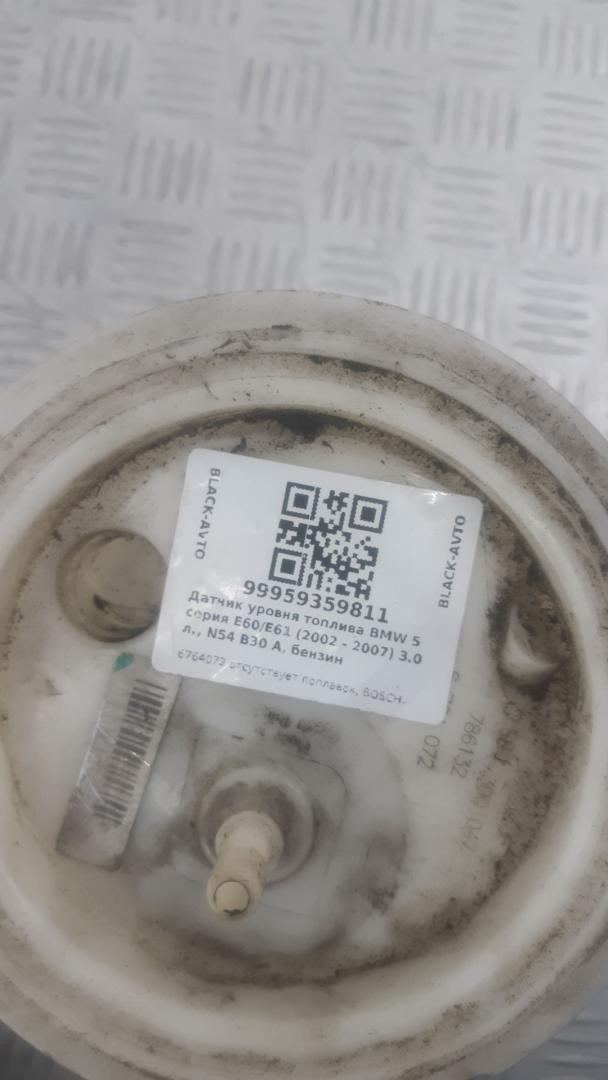 BLACK-AVTO
BLACK-AVTO
99959359811
Датчик уровня топлива BMW 5
серия E60/E61 (2002 - 2007) 3.0
л., N54 B30 A, бензин
6764072 отсутствует поплавок, BOSCH.
072
786132